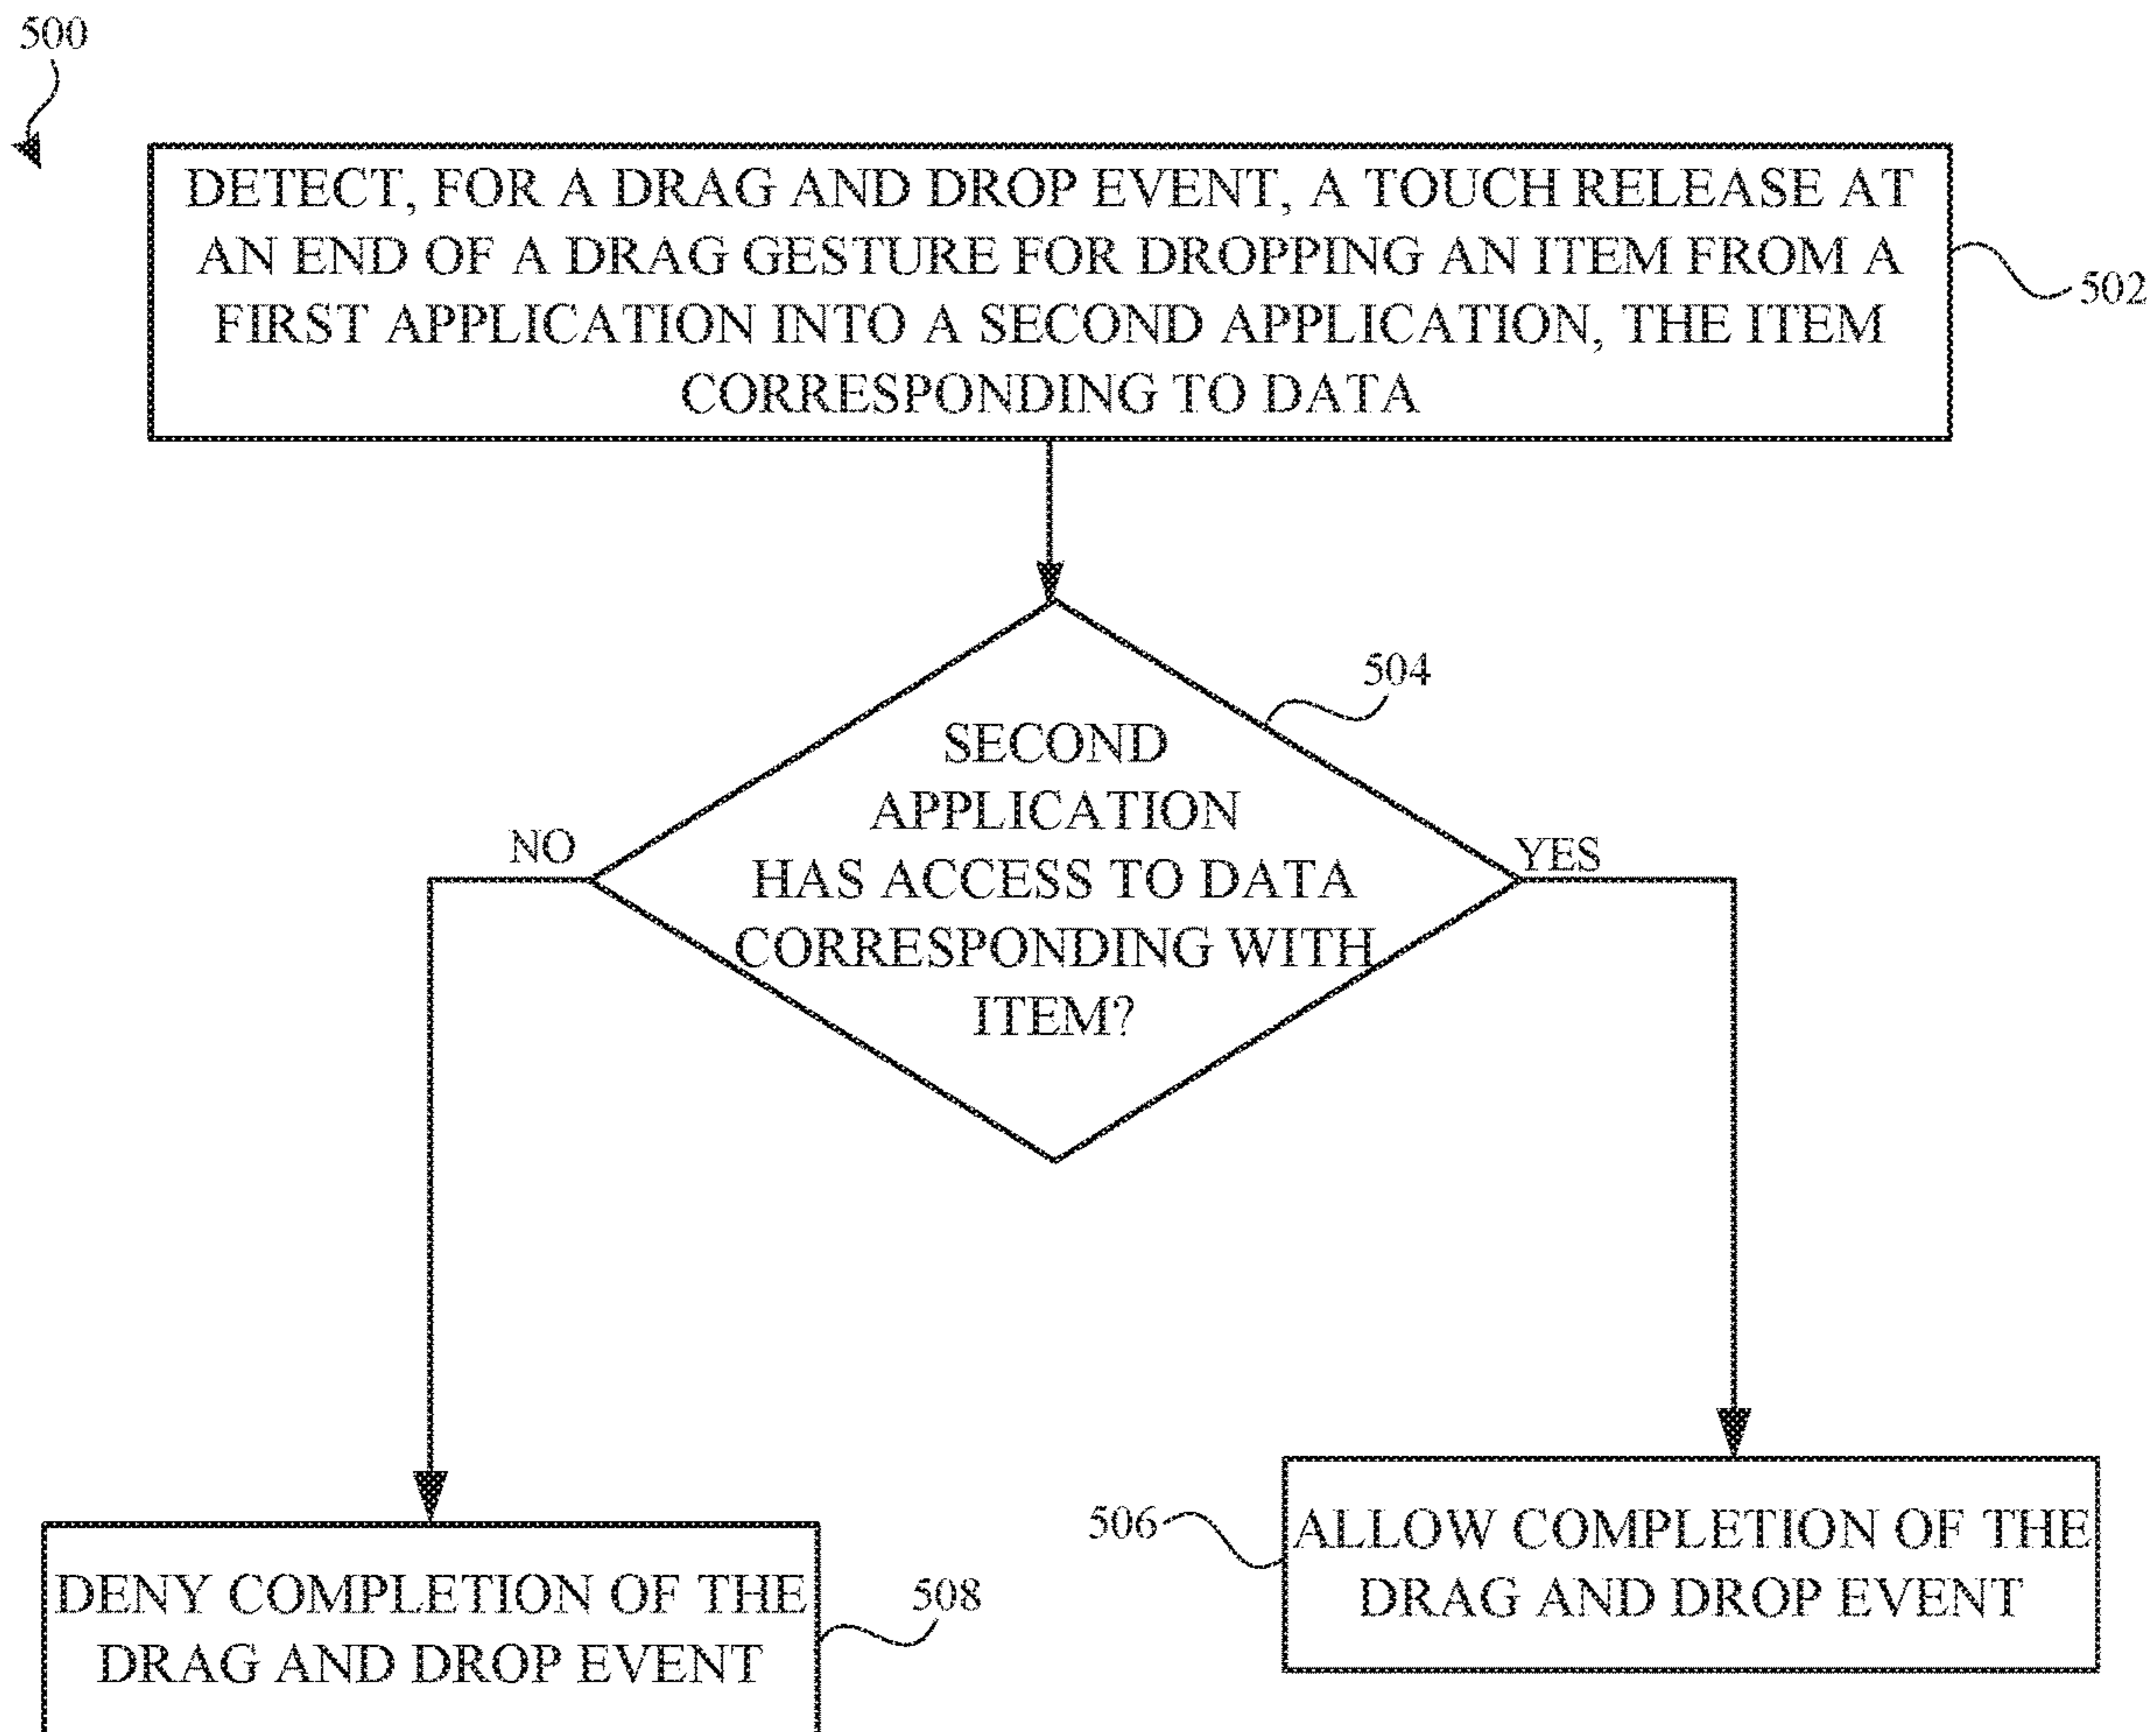 500
DETECT, FOR A DRAG AND DROP EVENT, A TOUCH RELEASE AT
AN END OF A DRAG GESTURE FOR DROPPING AN ITEM FROM A
FIRST APPLICATION INTO A SECOND APPLICATION, THE ITEM
CORRESPONDING TO DATA
502
504
SECOND
APPLICATION
HAS ACCESS TO DATA
CORRESPONDING WITH
ITEM?
NO
YES
506
ALLOW COMPLETION OF THE
DRAG AND DROP EVENT
DENY COMPLETION OF THE
DRAG AND DROP EVENT
508